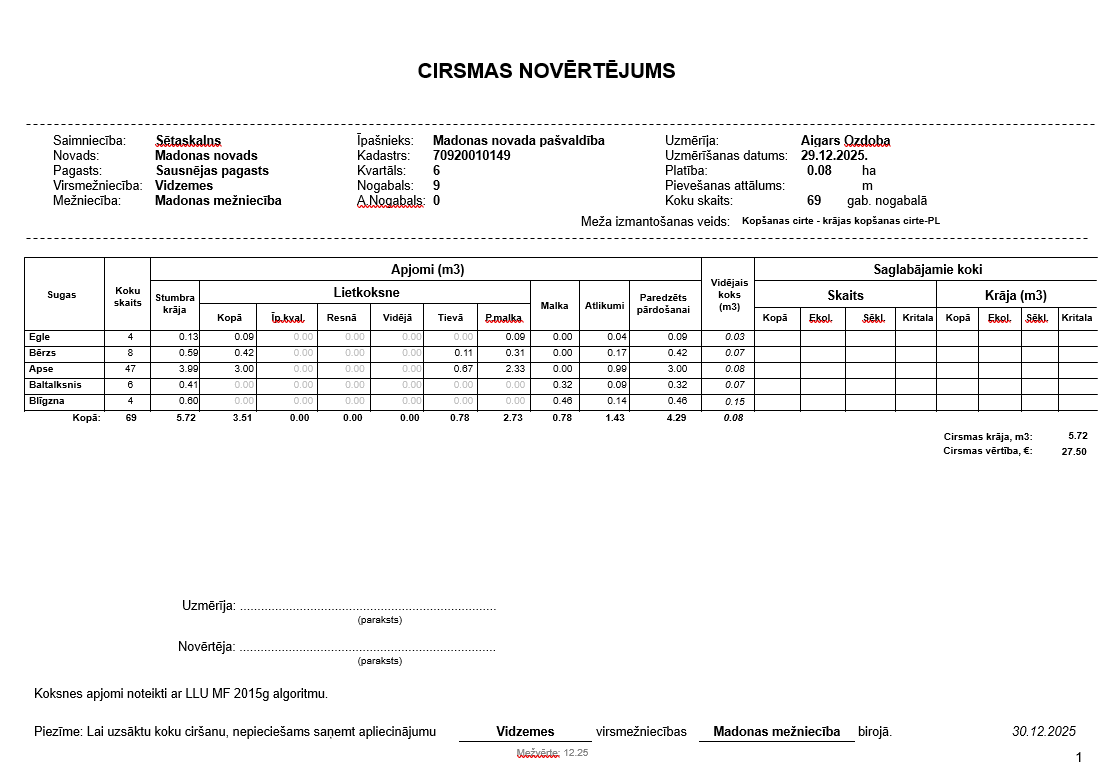 CIRSMAS NOVĒRTĒJUMS
Saimniecība: Sētaskalns Īpašnieks: Madonas novada pašvaldība Uzmērīja: Aigars Ozdoba
Novads: Madonas novads Kadastrs: 70920010149 Uzmērīšanas datums: 29.12.2025.
Pagasts: Sausnējas pagasts Kvartāls: 6 Platība: 0.08 ha
Virsmežniecība: Vidzemes Nogabals: 9 Pievešanas attālums: m
Mežniecība: Madonas mežniecība A.Nogabals: 0 Koku skaits: 69 gab. nogabalā
Meža izmantošanas veids: Kopšanas cirte - krājas kopšanas cirte-PL
Sugas Koku skaits Apjomi (m3) Vidējais koks (m3) Saglabājamie koki
Stumbra krāja Lietkoksne Malka Atlikumi Paredzēts pārdošanai Skaits Krāja (m3)
Kopā Īp.kval. Resnā Vidējā Tievā P.malka Kopā Ekol. Sēkl. Kritala Kopā Ekol. Sēkl. Kritala
Egle 4 0.13 0.09 0.00 0.00 0.00 0.00 0.09 0.00 0.04 0.09 0.03
Bērzs 8 0.59 0.42 0.00 0.00 0.00 0.11 0.31 0.00 0.17 0.42 0.07
Apse 47 3.99 3.00 0.00 0.00 0.00 0.67 2.33 0.00 0.99 3.00 0.08
Baltalksnis 6 0.41 0.00 0.00 0.00 0.00 0.00 0.00 0.32 0.09 0.32 0.07
Blīgzna 4 0.60 0.00 0.00 0.00 0.00 0.00 0.00 0.46 0.14 0.46 0.15
Kopā: 69 5.72 3.51 0.00 0.00 0.00 0.78 2.73 0.78 1.43 4.29 0.08
Cirsmas krāja, m3: 5.72
Cirsmas vērtība, €: 27.50
Uzmērīja: ........................................................................
(paraksts)
Novērtēja: ........................................................................
(paraksts)
Koksnes apjomi noteikti ar LLU MF 2015g algoritmu.
Piezīme: Lai uzsāktu koku ciršanu, nepieciešams saņemt apliecinājumu Vidzemes virsmežniecības Madonas mežniecība birojā. 30.12.2025
Mežvērte: 12.25
1